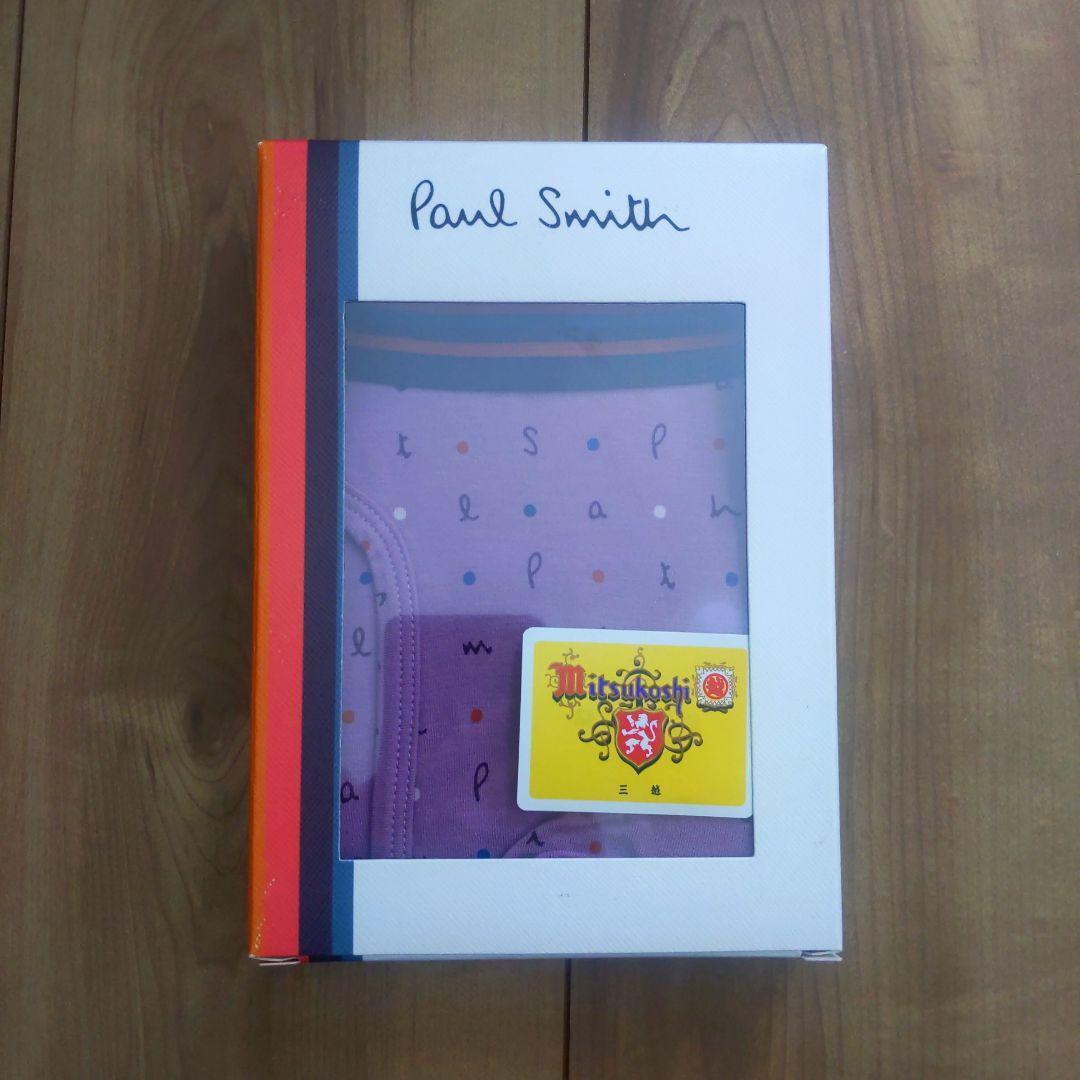 Paul Smith
t S P
l a h
P t
l m
a P
Mitsukoshi
三越